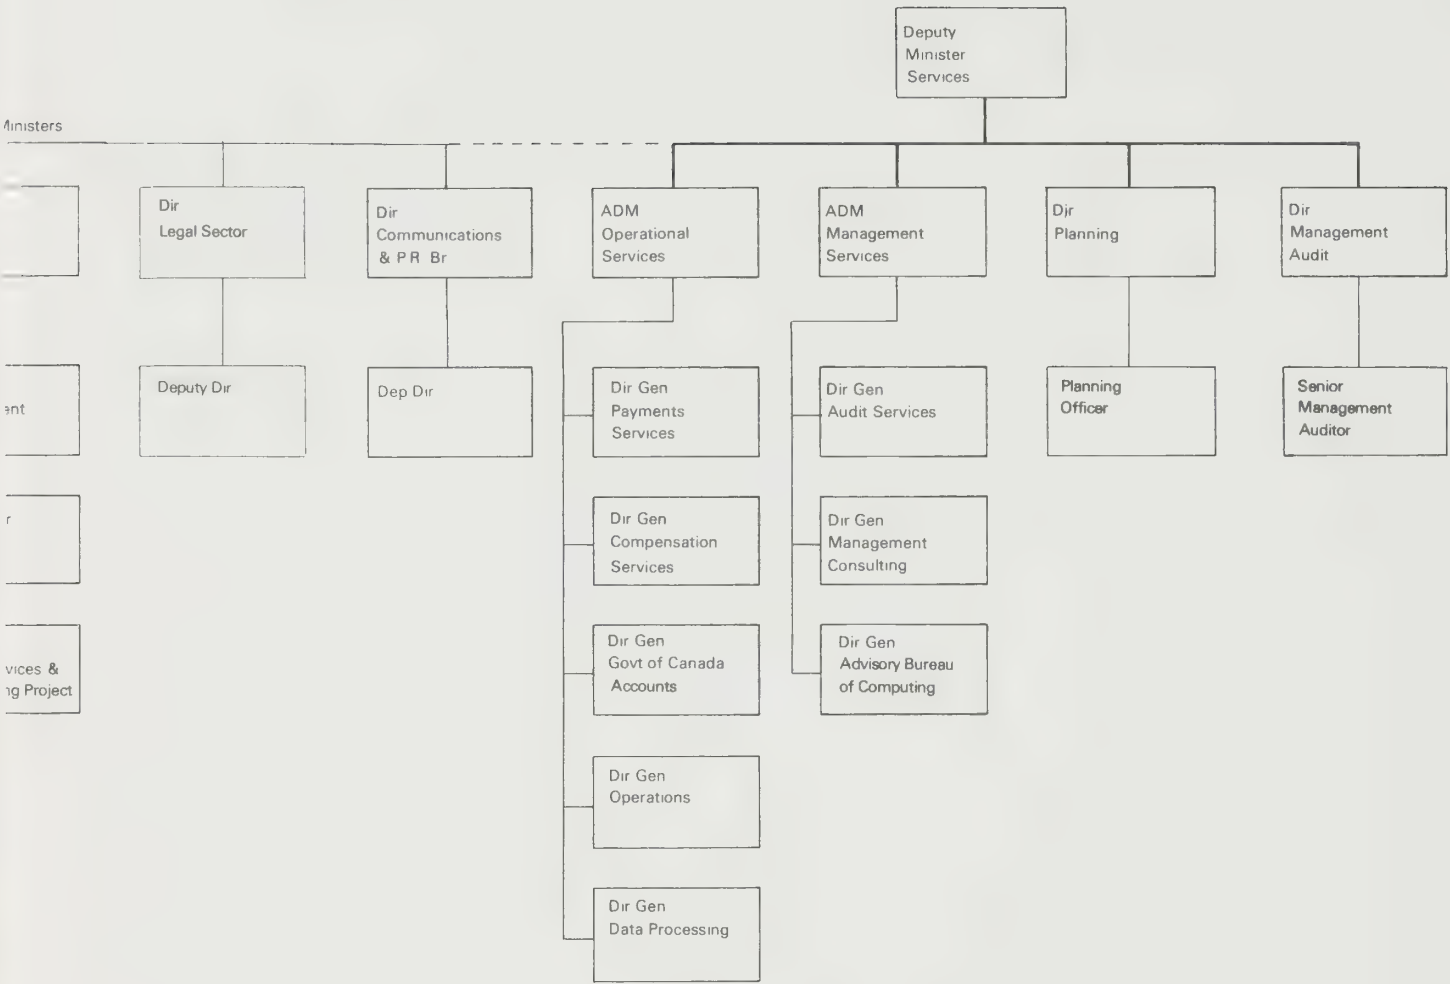 Deputy
Minister
Services
Ministers
Dir
Legal Sector
Dir
Communications
& PR Br
ADM
Operational
Services
ADM
Management
Services
Dir
Planning
Dir
Management
Audit
Deputy Dir
Dep Dir
Dir Gen
Payments
Services
Dir Gen
Audit Services
Planning
Officer
Senior
Management
Auditor
Dir Gen
Compensation
Services
Dir Gen
Management
Consulting
& 
Project
Dir Gen
Govt of Canada
Accounts
Dir Gen
Advisory Bureau
of Computing
Dir Gen
Operations
Dir Gen
Data Processing